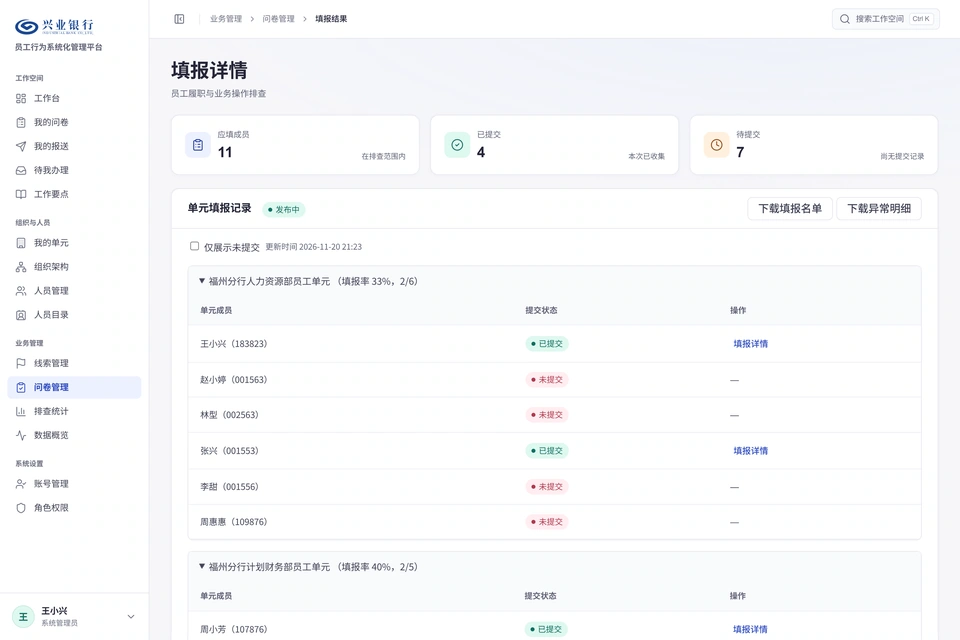 兴业银行
员工行为系统化管理平台
工作空间
工作台
我的问卷
我的报送
待我办理
工作要点
组织与人员
我的单元
组织架构
人员管理
人员目录
业务管理
线索管理
问卷管理
排查统计
数据概览
系统设置
账号管理
角色权限
王 王小兴
系统管理员
业务管理 > 问卷管理 > 填报结果
搜索工作空间 Ctrl K
填报详情
员工履职与业务操作排查
应填成员
11
在排查范围内
已提交
4
本次已收集
待提交
7
尚无提交记录
单元填报记录 发布中 下载填报名单 下载异常明细
仅展示未提交 更新时间 2026-11-20 21:23
福州分行人力资源部员工单元 （填报率 33%，2/6）
单元成员 提交状态 操作
王小兴（183823） 已提交 填报详情
赵小婷（001563） 未提交 —
林型（002563） 未提交 —
张兴（001553） 已提交 填报详情
李甜（001556） 未提交 —
周惠惠（109876） 未提交 —
福州分行计划财务部员工单元 （填报率 40%，2/5）
单元成员 提交状态 操作
周小芳（107876） 已提交 填报详情